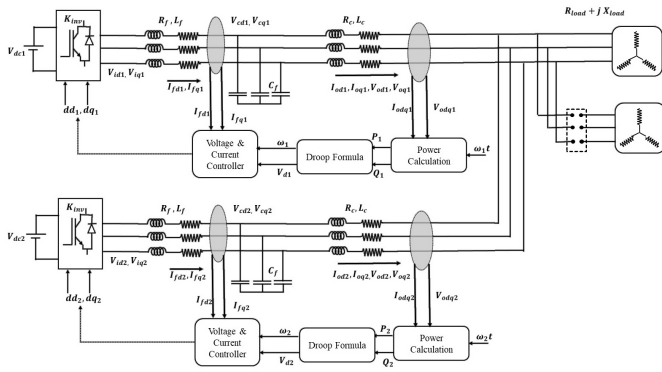 K_inv1
R_f, L_f
V_cd1, V_cq1
R_c, L_c
R_load + j X_load
V_dc1
V_id1, V_iq1
I_fd1, I_fq1
C_f
I_od1, I_oq1, V_od1, V_oq1
I_fd1
I_fq1
I_odq1
V_odq1
dd_1, dq_1
Voltage &
Current
Controller
ω_1
V_d1
Droop Formula
P_1
Q_1
Power
Calculation
ω_1 t
K_inv1
R_f, L_f
V_cd2, V_cq2
R_c, L_c
V_dc2
V_id2, V_iq2
I_fd2, I_fq2
C_f
I_od2, I_oq2, V_od2, V_oq2
I_fd2
I_fq2
I_odq2
V_odq2
dd_2, dq_2
Voltage &
Current
Controller
ω_2
V_d2
Droop Formula
P_2
Q_2
Power
Calculation
ω_2 t